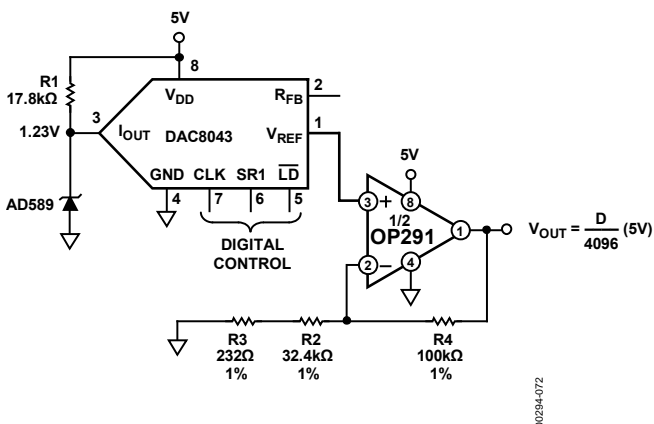 5V
8
R1
17.8kΩ
VDD
RFB
2
3
1.23V
IOUT
DAC8043
VREF
1
GND
CLK
SR1
LD
4
7
6
5
AD589
DIGITAL
CONTROL
5V
8
3
+
1/2
OP291
1
2
−
4
VOUT = D/4096 (5V)
R3
232Ω
1%
R2
32.4kΩ
1%
R4
100kΩ
1%
00294-072